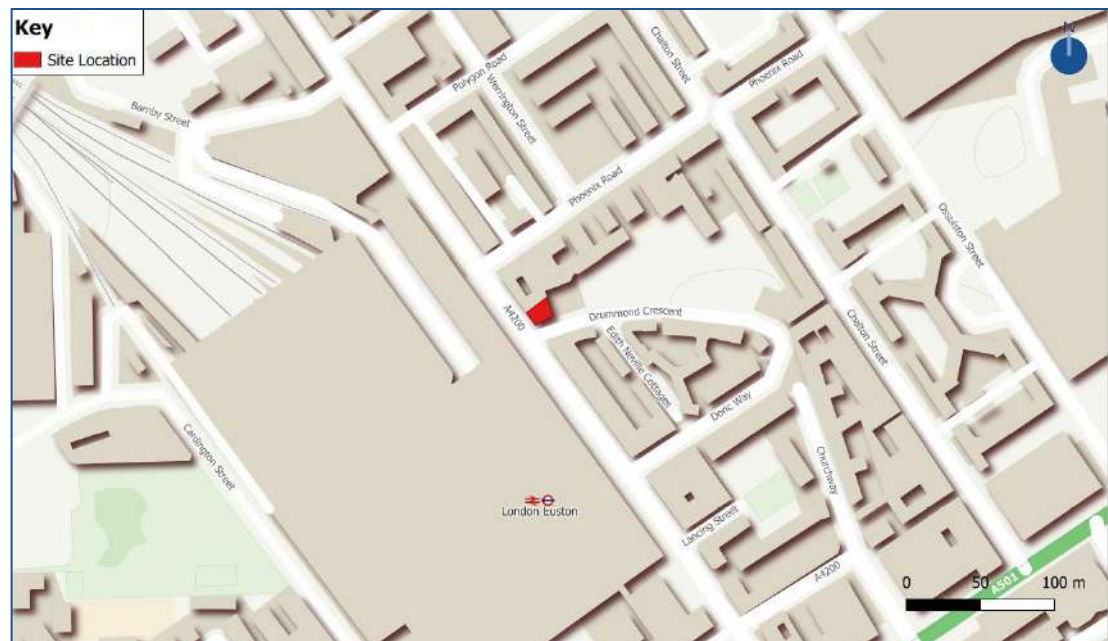 Key
Site Location
N
Barnby Street
Polygon Road
Werrington Street
Chalton Street
Phoenix Road
Phoenix Road
Ossulston Street
A4200
Drummond Crescent
Edith Neville Cottages
Doric Way
Chalton Street
Cardington Street
Churchway
London Euston
Lancing Street
A4200
A501
0 50 100 m